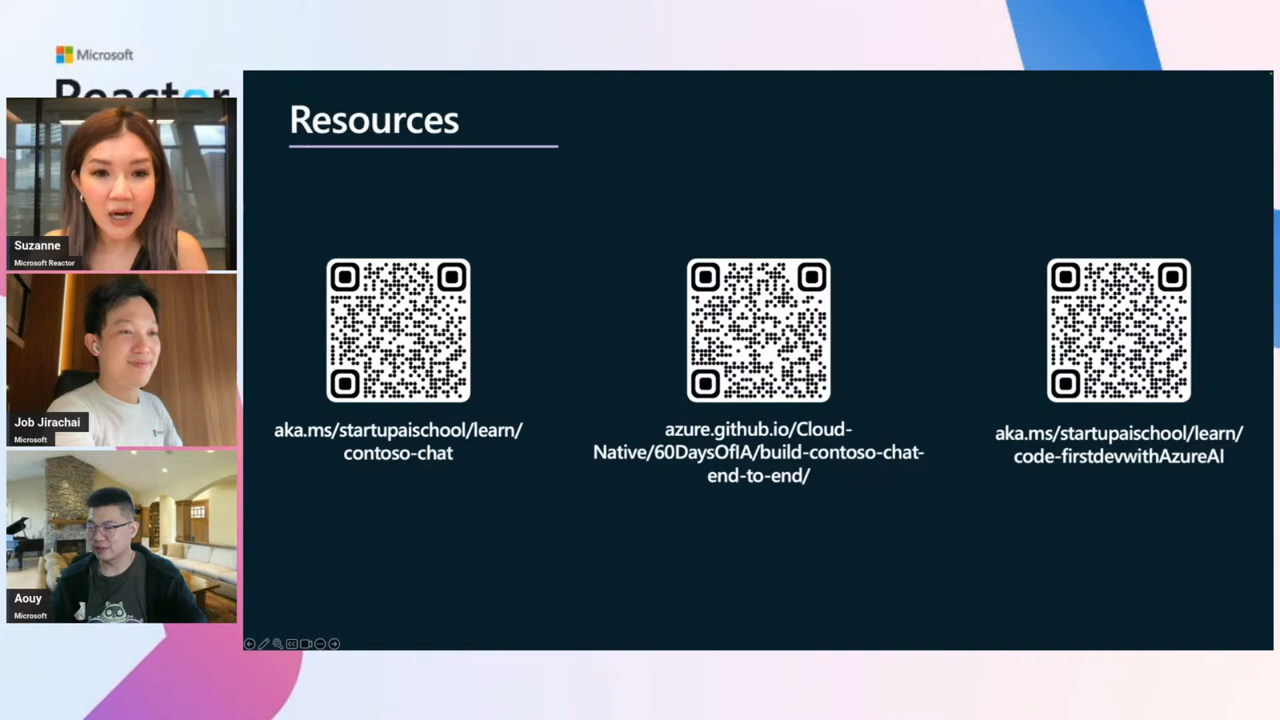 Microsoft
Reactor
Suzanne
Microsoft Reactor
Job Jirachai
Microsoft
Aouy
Microsoft
Resources
aka.ms/startupaischool/learn/
contoso-chat
azure.github.io/Cloud-
Native/60DaysOfIA/build-contoso-chat-
end-to-end/
aka.ms/startupaischool/learn/
code-firstdevwithAzureAI